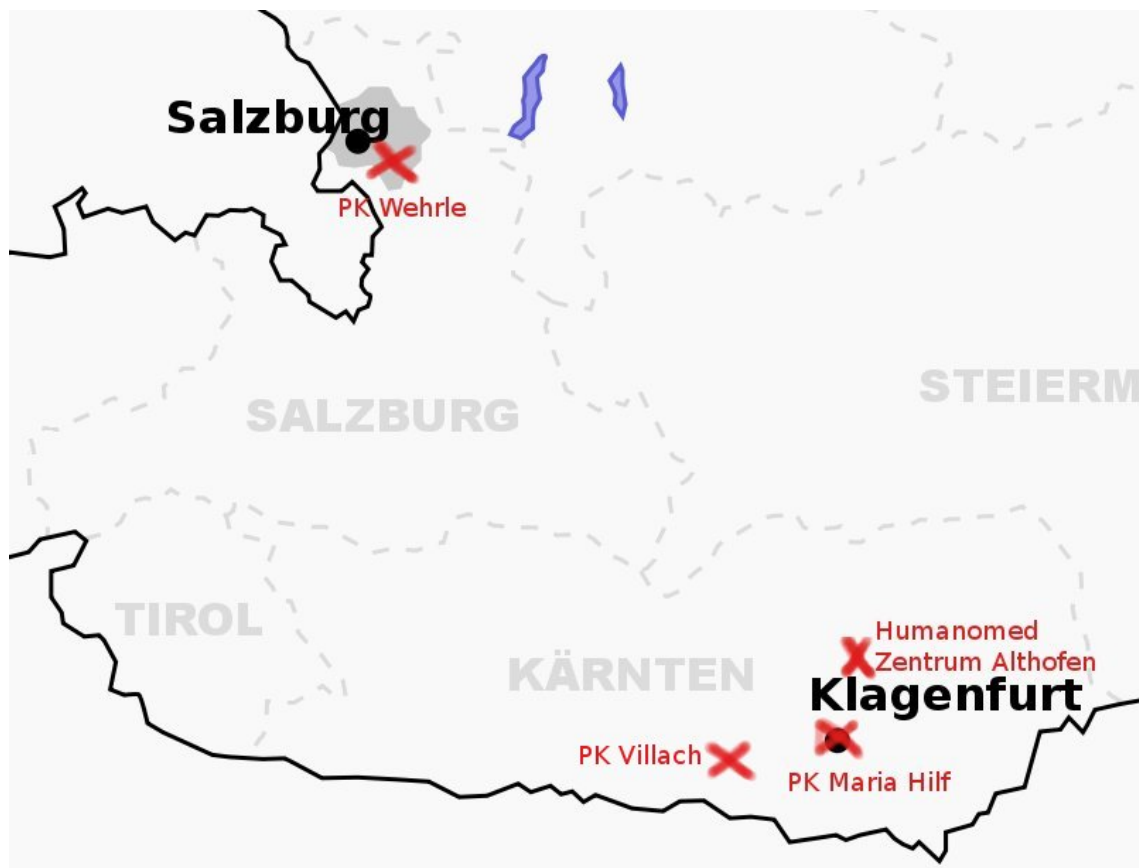 Salzburg
PK Wehrle
STEIERM
SALZBURG
TIROL
Humanomed
Zentrum Althofen
KÄRNTEN
Klagenfurt
PK Villach
PK Maria Hilf